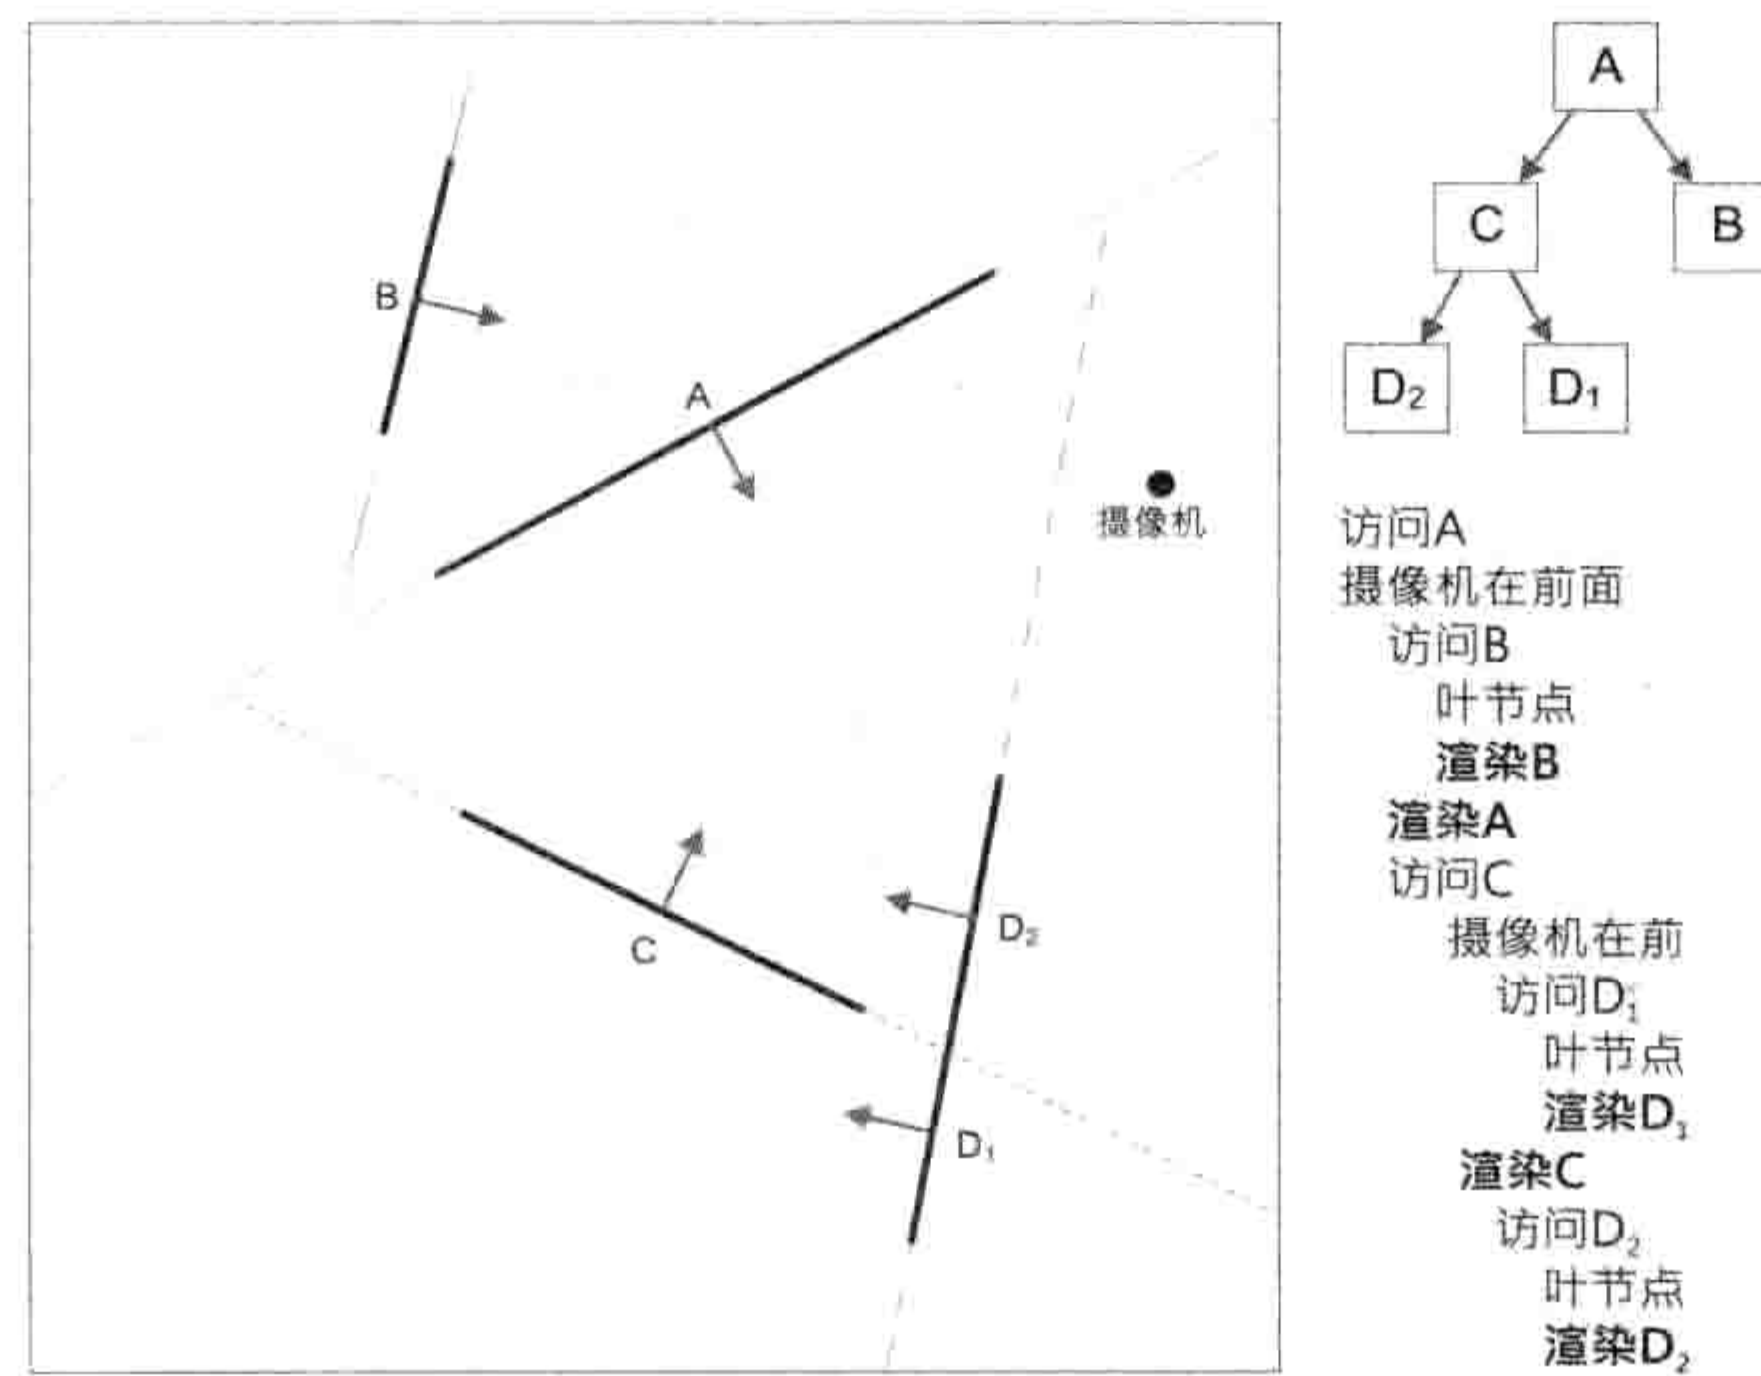 B
A
摄像机
C
D₂
D₁
A
C
B
D₂
D₁
访问A
摄像机在前面
访问B
叶节点
渲染B
渲染A
访问C
摄像机在前
访问D₁
叶节点
渲染D₁
渲染C
访问D₂
叶节点
渲染D₂